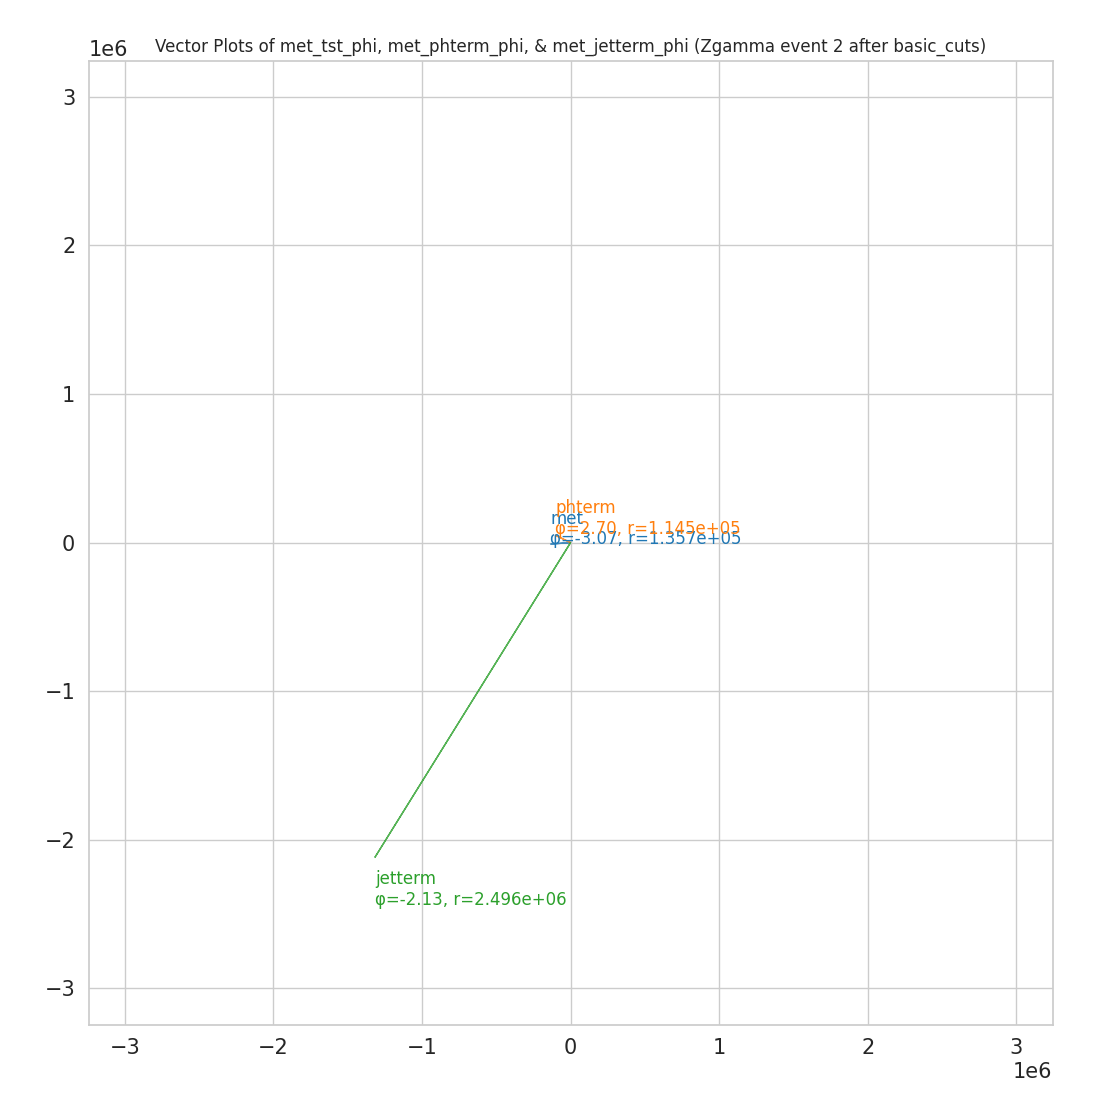 Vector Plots of met_tst_phi, met_phterm_phi, & met_jetterm_phi (Zgamma event 2 after basic_cuts)
1e6
3
2
1
0
−1
−2
−3
phterm
φ=2.70, r=1.145e+05
met
φ=-3.07, r=1.357e+05
jetterm
φ=-2.13, r=2.496e+06
−3 −2 −1 0 1 2 3
1e6